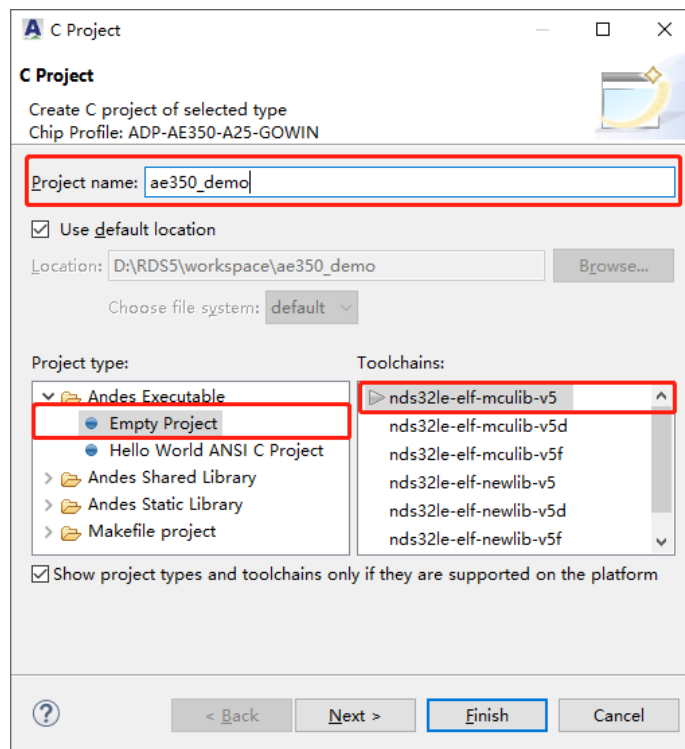 C Project
C Project
Create C project of selected type
Chip Profile: ADP-AE350-A25-GOWIN
Project name: ae350_demo
Use default location
Location: D:\RDS5\workspace\ae350_demo Browse...
Choose file system: default
Project type: Toolchains:
Andes Executable nds32le-elf-mculib-v5
Empty Project nds32le-elf-mculib-v5d
Hello World ANSI C Project nds32le-elf-mculib-v5f
Andes Shared Library nds32le-elf-newlib-v5
Andes Static Library nds32le-elf-newlib-v5d
Makefile project nds32le-elf-newlib-v5f
Show project types and toolchains only if they are supported on the platform
? < Back Next > Finish Cancel